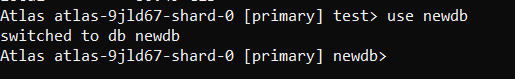 Atlas atlas-9jld67-shard-0 [primary] test> use newdb
switched to db newdb
Atlas atlas-9jld67-shard-0 [primary] newdb>